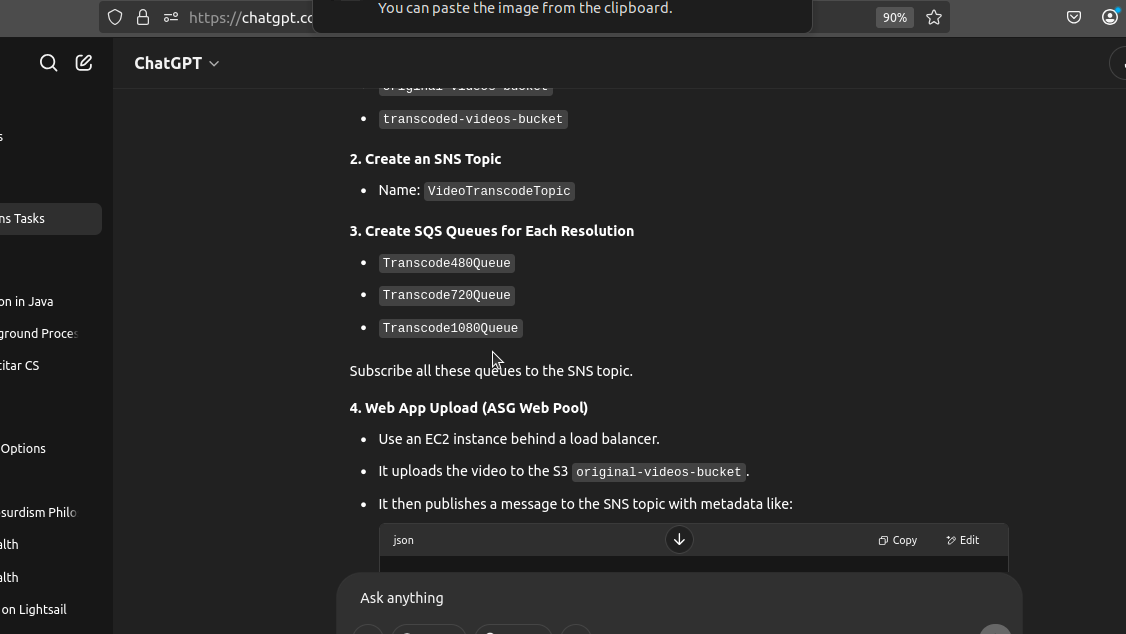 You can paste the image from the clipboard.
https://chatgpt.co
90%
ChatGPT
original-videos-bucket
transcoded-videos-bucket
s
2. Create an SNS Topic
Name: VideoTranscodeTopic
ns Tasks
3. Create SQS Queues for Each Resolution
Transcode480Queue
Transcode720Queue
on in Java
Transcode1080Queue
ground Proces
citar CS
Subscribe all these queues to the SNS topic.
4. Web App Upload (ASG Web Pool)
Use an EC2 instance behind a load balancer.
Options
It uploads the video to the S3 original-videos-bucket.
It then publishes a message to the SNS topic with metadata like:
surdism Philo
json
Copy
Edit
alth
alth
Ask anything
on Lightsail